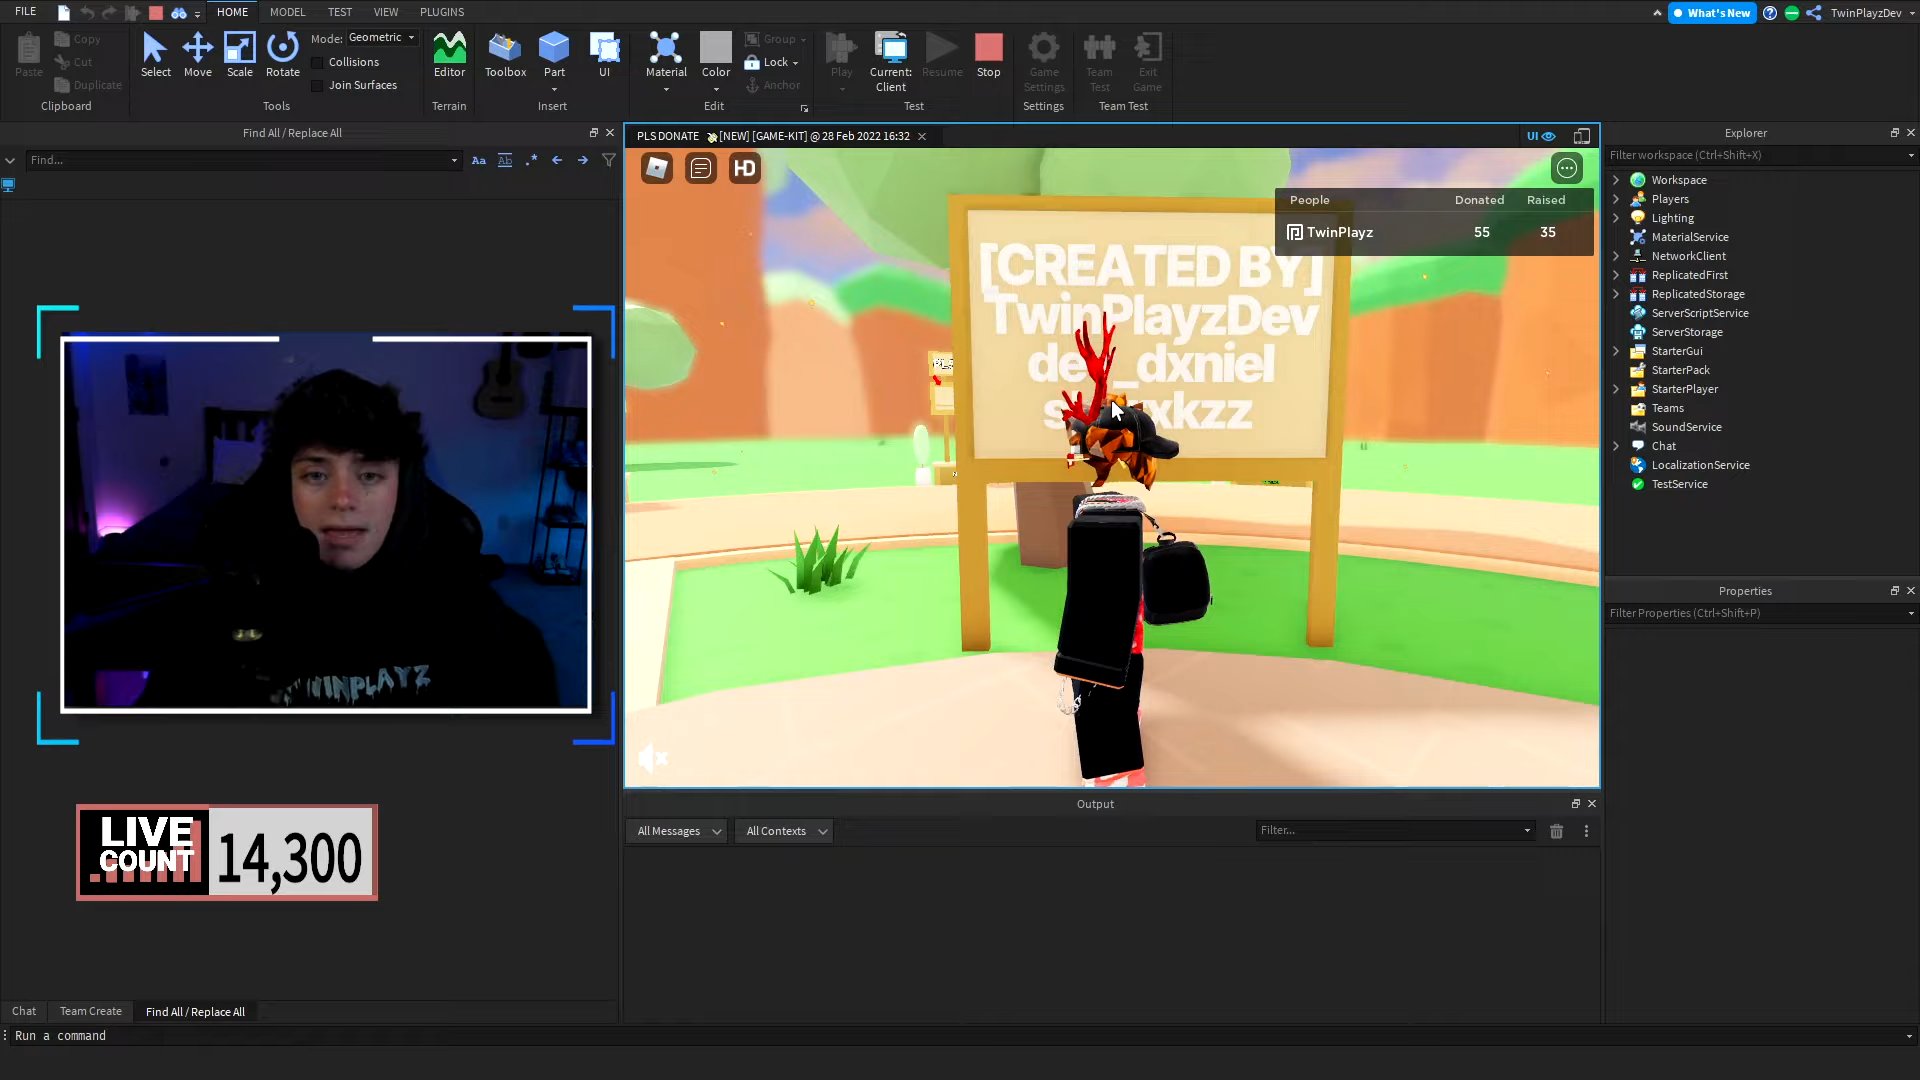 FILE
HOME
MODEL
TEST
VIEW
PLUGINS
What's New
TwinPlayzDev
Paste
Copy
Cut
Duplicate
Clipboard
Select
Move
Scale
Rotate
Mode: Geometric
Collisions
Join Surfaces
Tools
Editor
Terrain
Toolbox
Part
UI
Insert
Material
Color
Group
Lock
Anchor
Edit
Play
Current:
Client
Resume
Stop
Test
Game
Settings
Settings
Team
Test
Exit
Game
Team Test
Find All / Replace All
Find...
Aa
Ab
.*
PLS DONATE [NEW] [GAME-KIT] @ 28 Feb 2022 16:32
UI
HD
People Donated Raised
TwinPlayz 55 35
[CREATED BY]
TwinPlayzDev
_dxniel
TWINPLAYZ
LIVE
COUNT
14,300
Output
All Messages
All Contexts
Filter...
Explorer
Filter workspace (Ctrl+Shift+X)
Workspace
Players
Lighting
MaterialService
NetworkClient
ReplicatedFirst
ReplicatedStorage
ServerScriptService
ServerStorage
StarterGui
StarterPack
StarterPlayer
Teams
SoundService
Chat
LocalizationService
TestService
Properties
Filter Properties (Ctrl+Shift+P)
Chat
Team Create
Find All / Replace All
Run a command